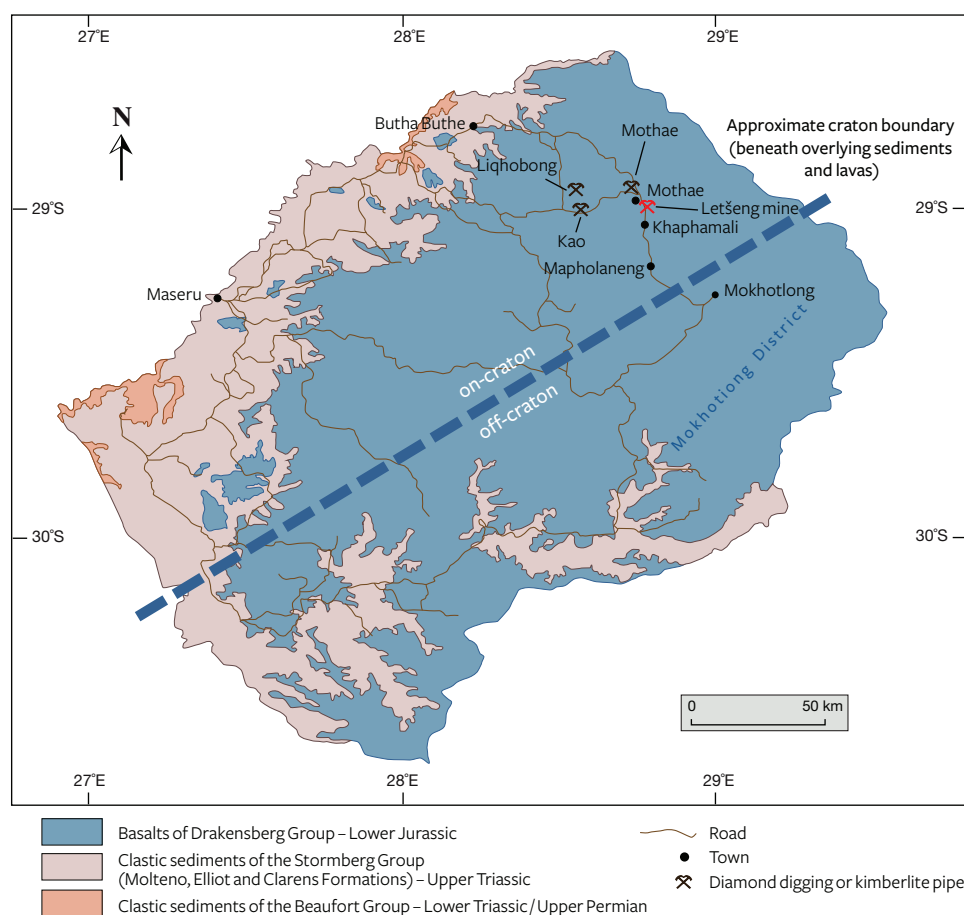 27°E
28°E
29°E
N
Butha Buthe
Mothae
Approximate craton boundary
(beneath overlying sediments
and lavas)
Liqhobong
Mothae
29°S
Letšeng mine
29°S
Khaphamali
Kao
Mapholaneng
Maseru
Mokhotlong
on-craton
off-craton
Mokhotiong District
30°S
30°S
0 50 km
27°E
28°E
29°E
Basalts of Drakensberg Group – Lower Jurassic
Road
Clastic sediments of the Stormberg Group
(Molteno, Elliot and Clarens Formations) – Upper Triassic
Town
Diamond digging or kimberlite pipe
Clastic sediments of the Beaufort Group – Lower Triassic / Upper Permian